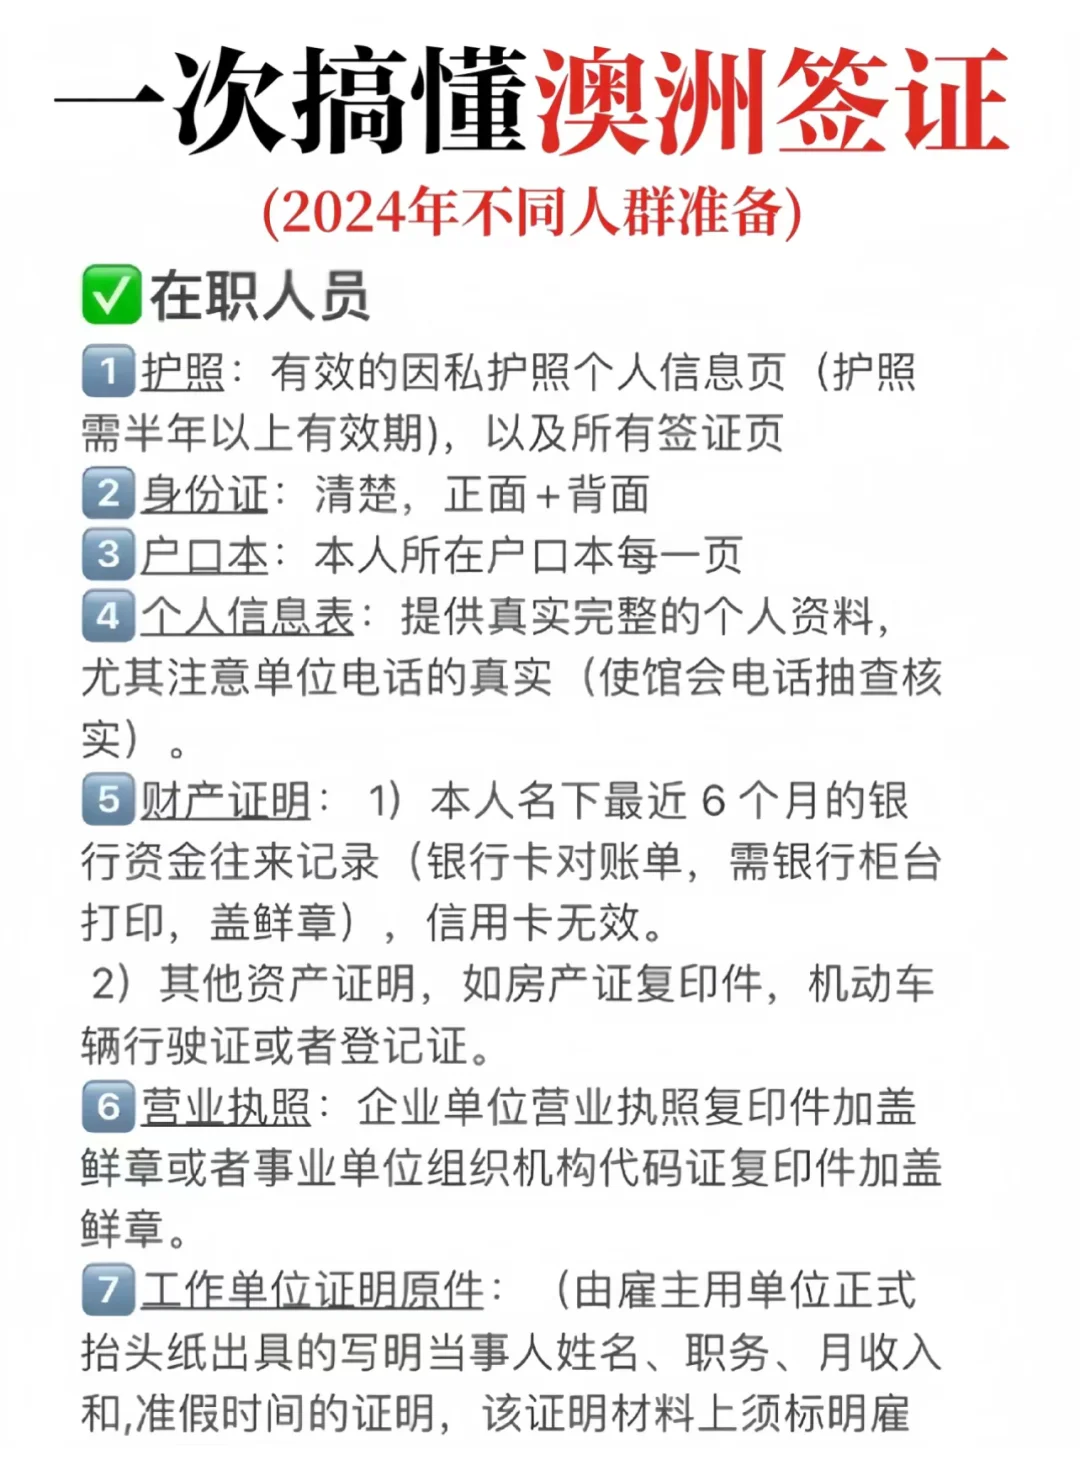 一次搞懂澳洲签证
(2024年不同人群准备)
✅在职人员
1️⃣护照：有效的因私护照个人信息页（护照
需半年以上有效期)，以及所有签证页
2️⃣身份证：清楚，正面+背面
3️⃣户口本：本人所在户口本每一页
4️⃣个人信息表：提供真实完整的个人资料，
尤其注意单位电话的真实（使馆会电话抽查核
实）。
5️⃣财产证明： 1）本人名下最近 6 个月的银
行资金往来记录（银行卡对账单，需银行柜台
打印，盖鲜章），信用卡无效。
2）其他资产证明，如房产证复印件，机动车
辆行驶证或者登记证。
6️⃣营业执照：企业单位营业执照复印件加盖
鲜章或者事业单位组织机构代码证复印件加盖
鲜章。
7️⃣工作单位证明原件：（由雇主用单位正式
抬头纸出具的写明当事人姓名、职务、月收入
和,准假时间的证明，该证明材料上须标明雇